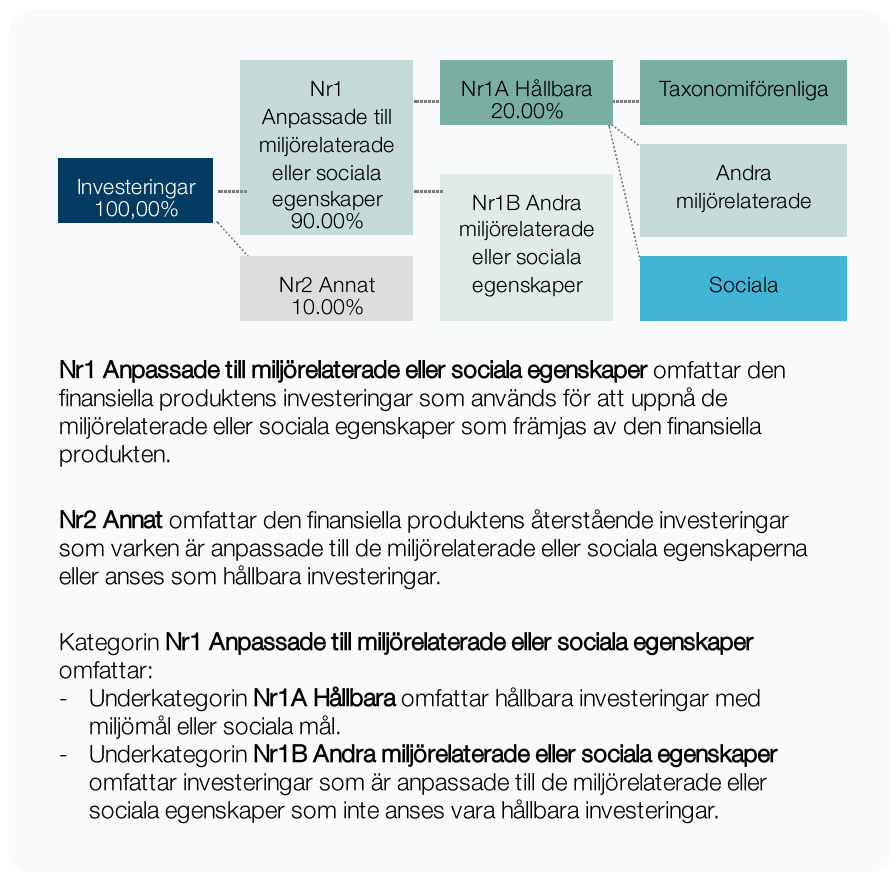 Investeringar
100,00%
Nr1
Anpassade till
miljörelaterade
eller sociala
egenskaper
90.00%
Nr2 Annat
10.00%
Nr1A Hållbara
20.00%
Nr1B Andra
miljörelaterade
eller sociala
egenskaper
Taxonomiförenliga
Andra
miljörelaterade
Sociala
Nr1 Anpassade till miljörelaterade eller sociala egenskaper omfattar den
finansiella produktens investeringar som används för att uppnå de
miljörelaterade eller sociala egenskaper som främjas av den finansiella
produkten.
Nr2 Annat omfattar den finansiella produktens återstående investeringar
som varken är anpassade till de miljörelaterade eller sociala egenskaperna
eller anses som hållbara investeringar.
Kategorin Nr1 Anpassade till miljörelaterade eller sociala egenskaper
omfattar:
- Underkategorin Nr1A Hållbara omfattar hållbara investeringar med
miljömål eller sociala mål.
- Underkategorin Nr1B Andra miljörelaterade eller sociala egenskaper
omfattar investeringar som är anpassade till de miljörelaterade eller
sociala egenskaper som inte anses vara hållbara investeringar.